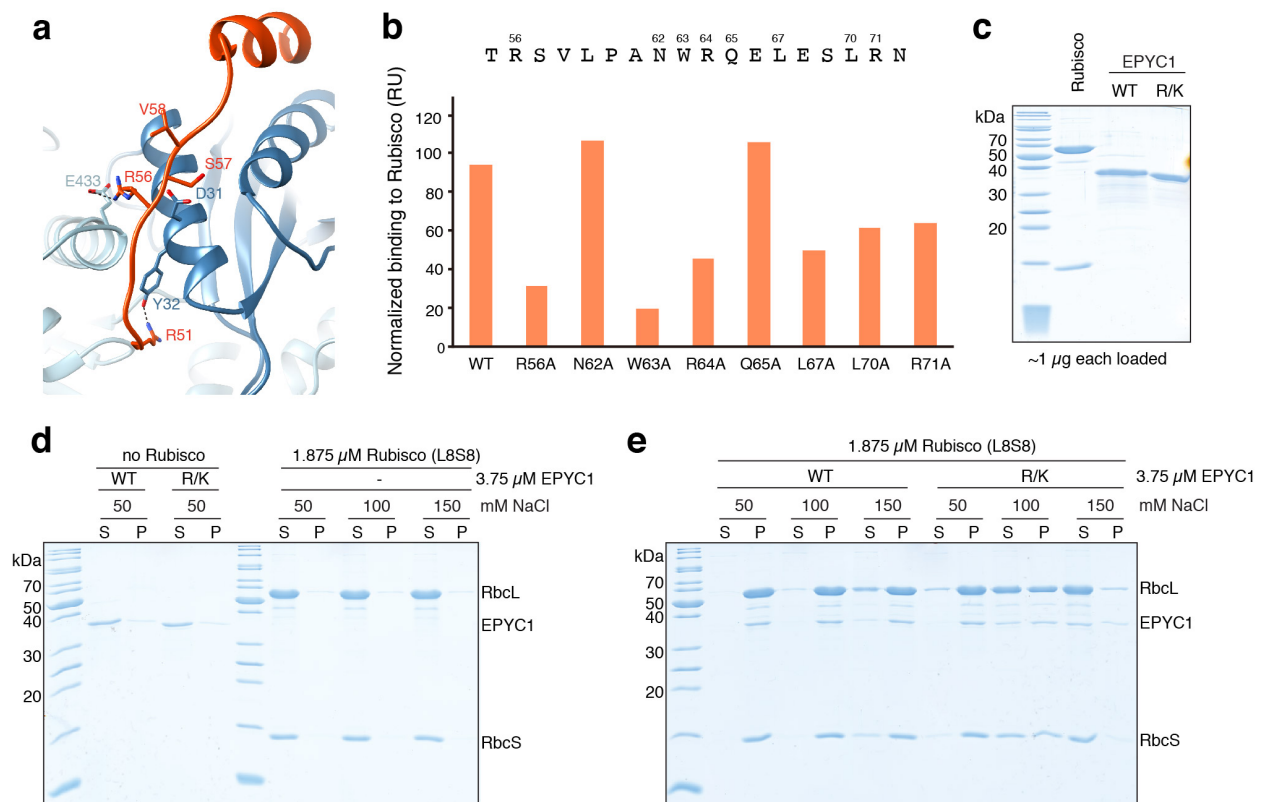 a
V58
S57
E433
R56
D31
Y32
R51
b
56 62 63 64 65 67 70 71
T R S V L P A N W R Q E L E S L R N
Normalized binding to Rubisco (RU)
120
100
80
60
40
20
0
WT R56A N62A W63A R64A Q65A L67A L70A R71A
c
Rubisco
EPYC1
WT R/K
kDa
70
50
40
30
20
~1 µg each loaded
d
no Rubisco 1.875 µM Rubisco (L8S8)
WT R/K - 3.75 µM EPYC1
50 50 50 100 150 mM NaCl
S P S P S P S P S P
kDa
70
50
40
30
20
RbcL
EPYC1
RbcS
e
1.875 µM Rubisco (L8S8)
WT R/K 3.75 µM EPYC1
50 100 150 50 100 150 mM NaCl
S P S P S P S P S P S P
kDa
70
50
40
30
20
RbcL
EPYC1
RbcS